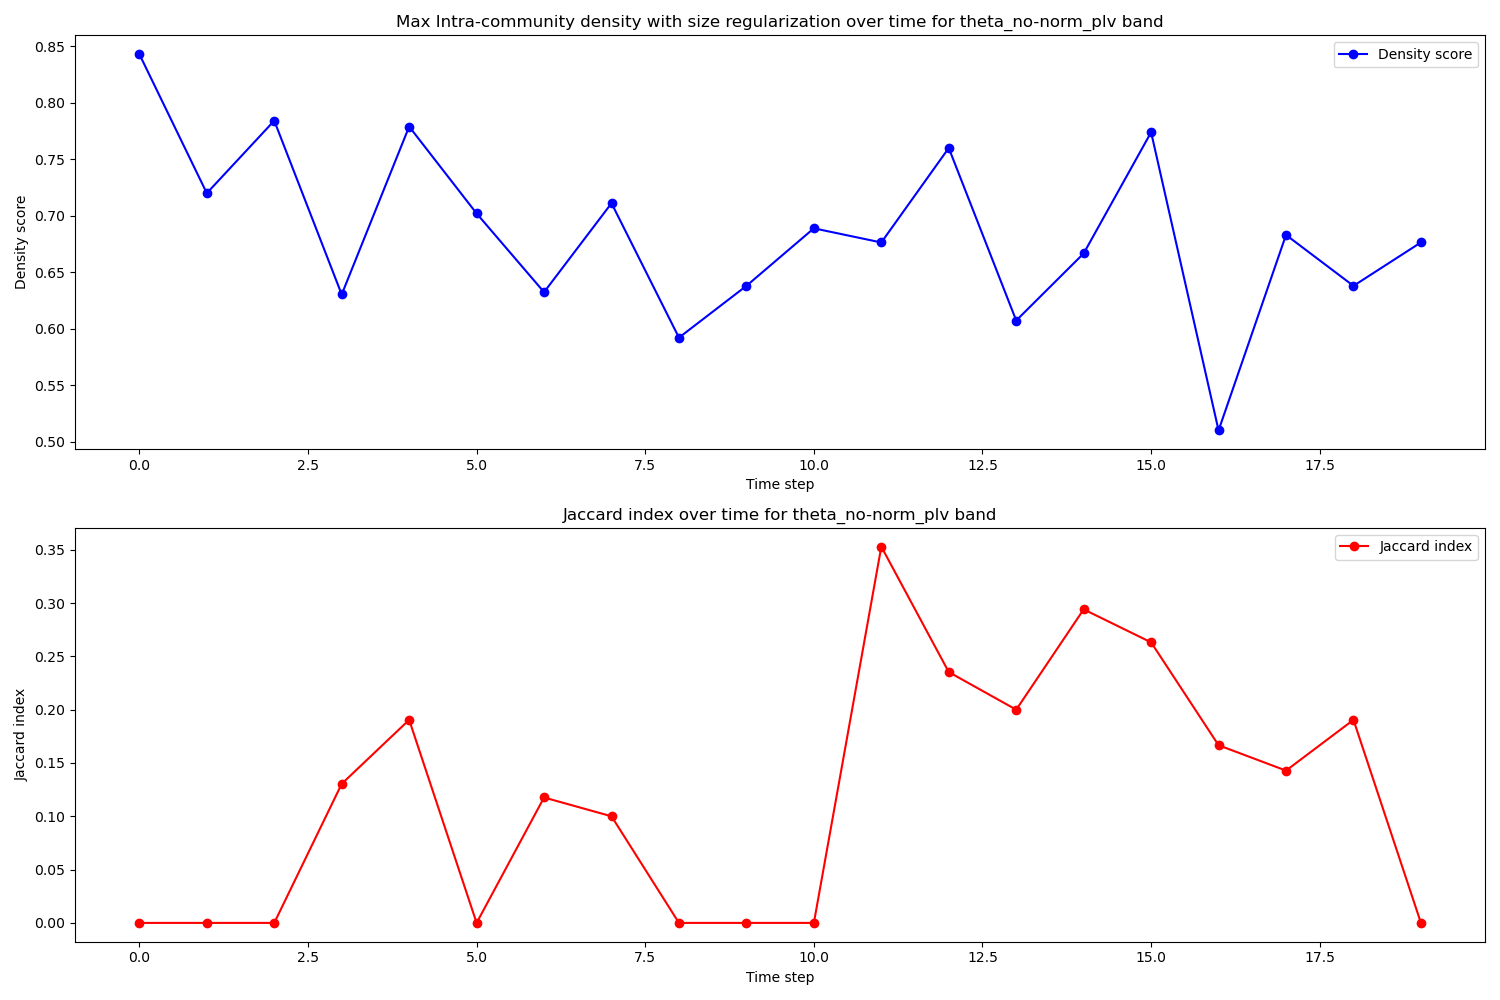 Max Intra-community density with size regularization over time for theta_no-norm_plv band
Density score
0.85
0.80
0.75
0.70
0.65
0.60
0.55
0.50
Density score
0.0 2.5 5.0 7.5 10.0 12.5 15.0 17.5
Time step
Jaccard index over time for theta_no-norm_plv band
Jaccard index
0.35
0.30
0.25
0.20
0.15
0.10
0.05
0.00
Jaccard index
0.0 2.5 5.0 7.5 10.0 12.5 15.0 17.5
Time step